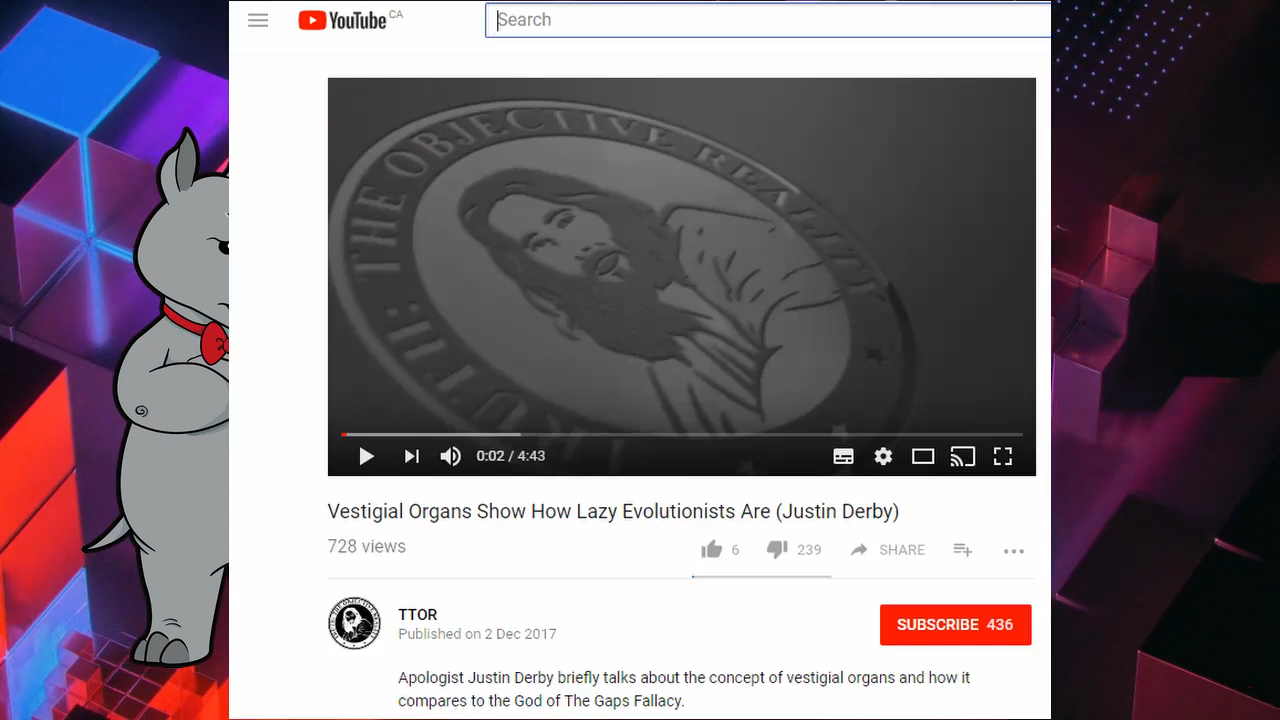 YouTube CA
Search
TRUTH: THE OBJECTIVE REALITY
0:02 / 4:43
Vestigial Organs Show How Lazy Evolutionists Are (Justin Derby)
728 views
6 239 SHARE
TTOR
SUBSCRIBE 436
Published on 2 Dec 2017
Apologist Justin Derby briefly talks about the concept of vestigial organs and how it
compares to the God of The Gaps Fallacy.